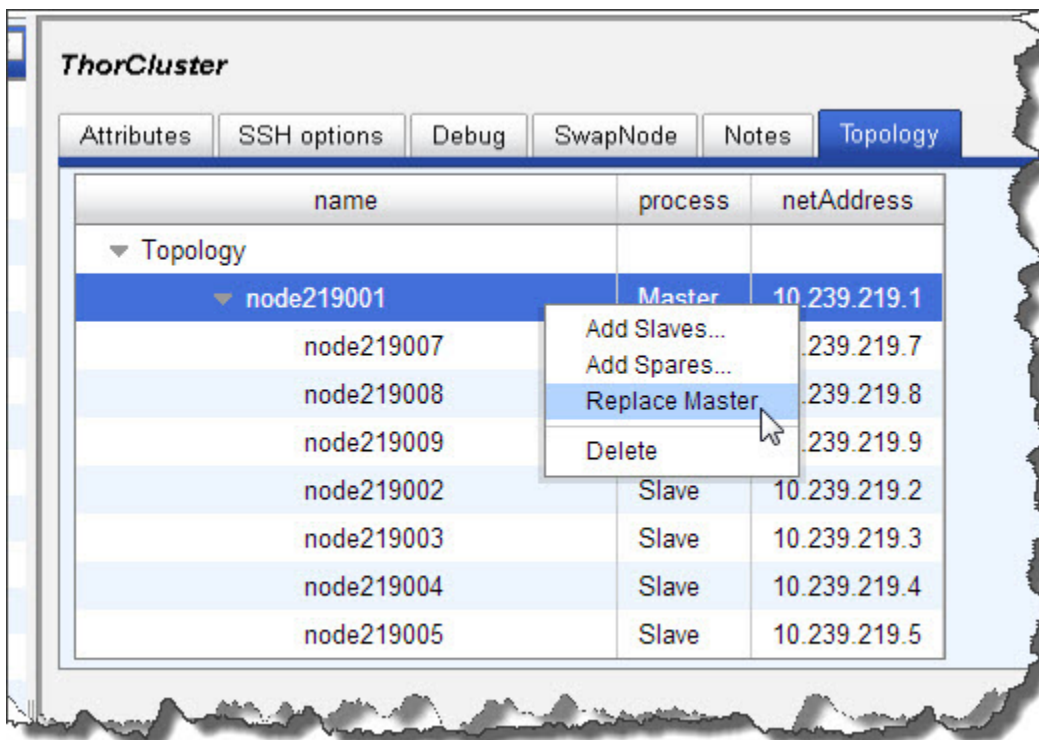 ThorCluster
Attributes SSH options Debug SwapNode Notes Topology
name process netAddress
Topology
node219001 Master 10.239.219.1
Add Slaves...
node219007 .239.219.7
Add Spares...
node219008 .239.219.8
Replace Master
node219009 .239.219.9
Delete
node219002 Slave 10.239.219.2
node219003 Slave 10.239.219.3
node219004 Slave 10.239.219.4
node219005 Slave 10.239.219.5